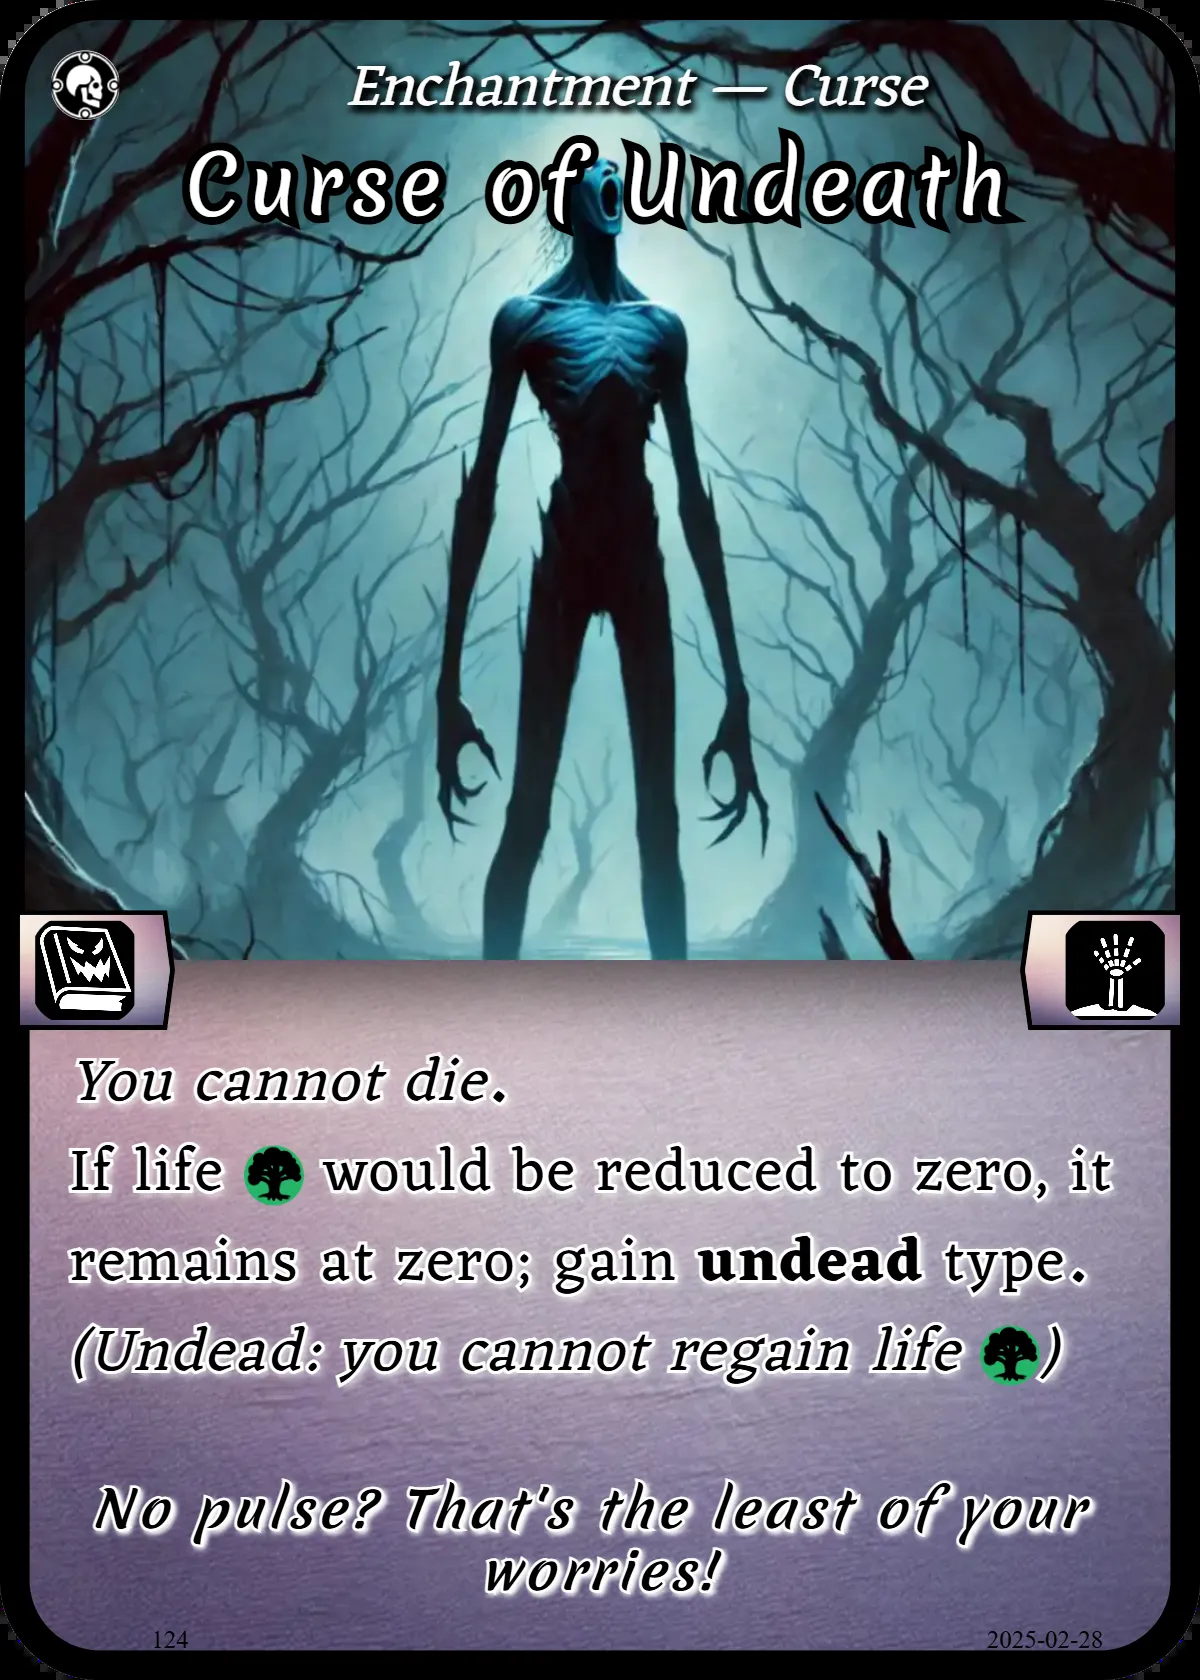 Enchantment — Curse
Curse of Undeath
You cannot die.
If life would be reduced to zero, it
remains at zero; gain undead type.
(Undead: you cannot regain life )
No pulse? That's the least of your
worries!
124
2025-02-28